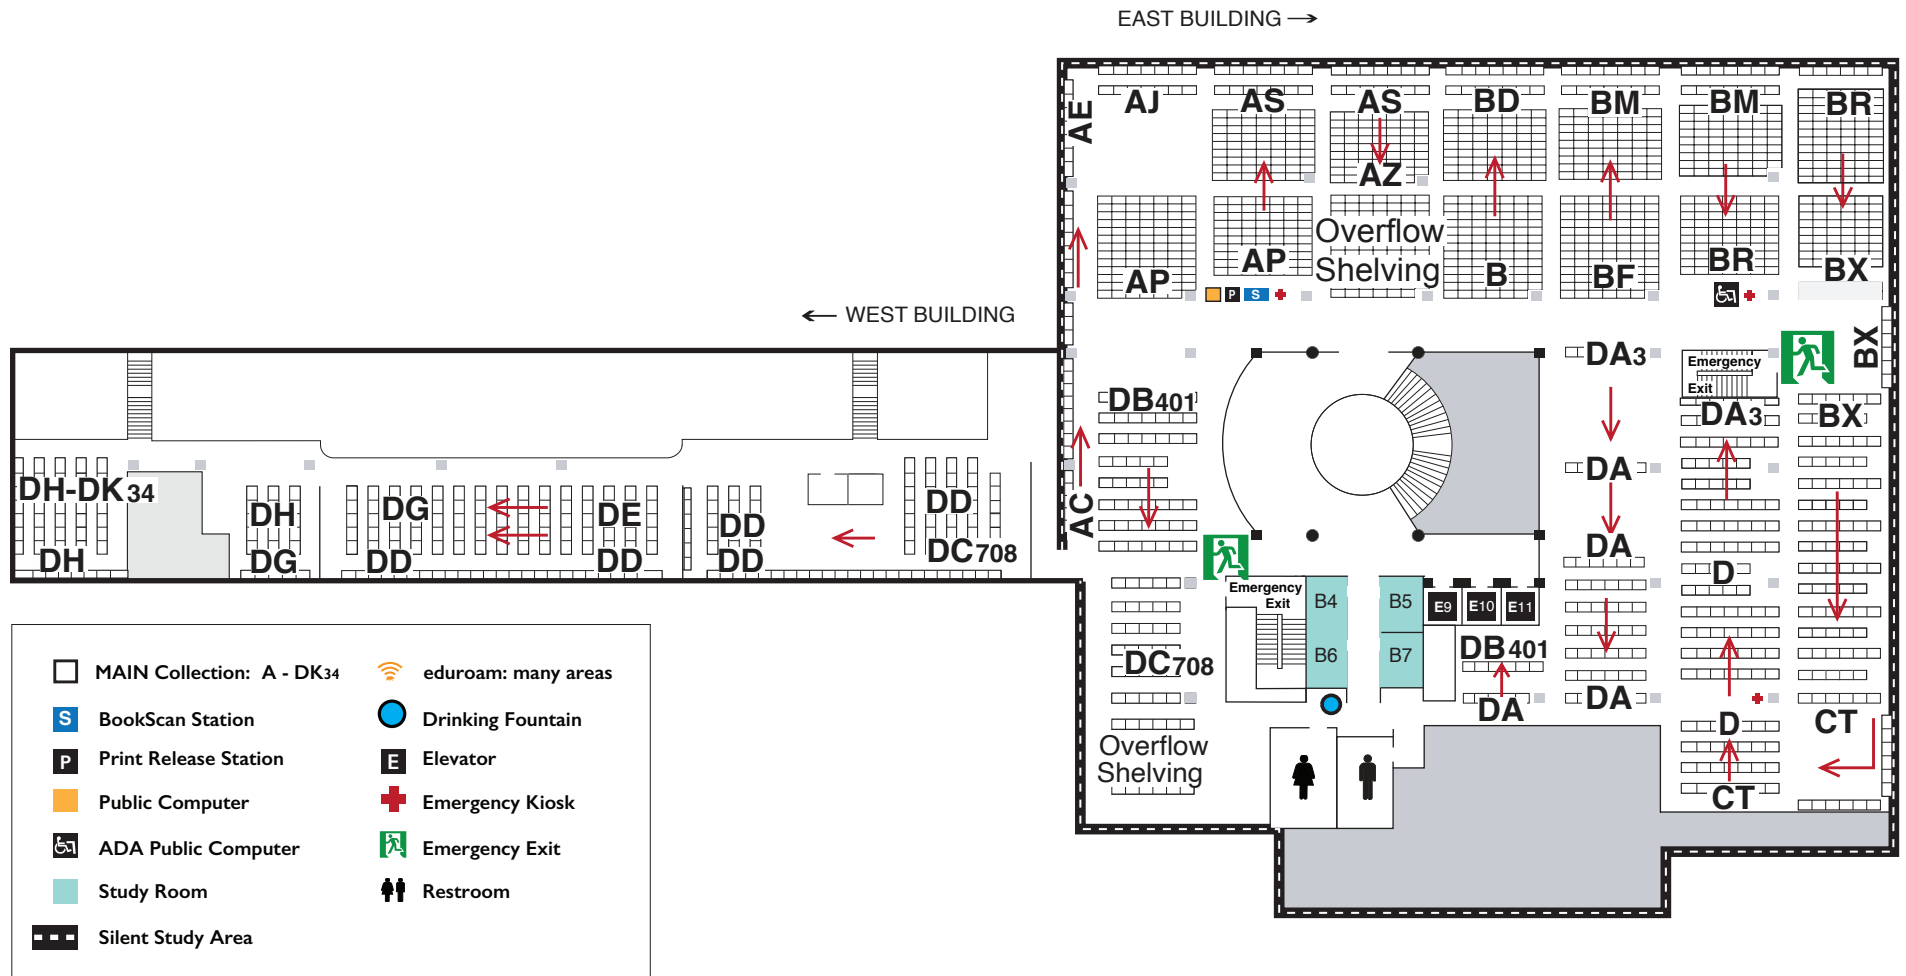 EAST BUILDING →
AJ
AS
AS
BD
BM
BM
BR
AE
AZ
Overflow
Shelving
AP
AP
B
BF
BR
BX
P
S
← WEST BUILDING
BX
DA3
Emergency
Exit
DB401
DA3
BX
DH-DK 34
DG
DD
DA
AC
DH
DE
DD
DC708
DH
DG
DD
DD
DD
DA
D
Emergency
Exit
B4
B5
E9
E10
E11
B6
B7
DB401
DC708
DA
DA
D
CT
Overflow
Shelving
CT
MAIN Collection: A - DK34
S BookScan Station
P Print Release Station
Public Computer
ADA Public Computer
Study Room
Silent Study Area
eduroam: many areas
Drinking Fountain
E Elevator
Emergency Kiosk
Emergency Exit
Restroom